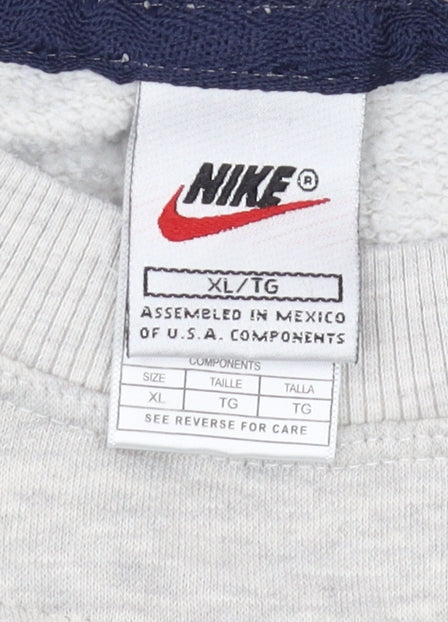 NIKE ®
XL/TG
ASSEMBLED IN MEXICO
OF U.S.A. COMPONENTS
COMPONENTS
SIZE TAILLE TALLA
XL TG TG
SEE REVERSE FOR CARE